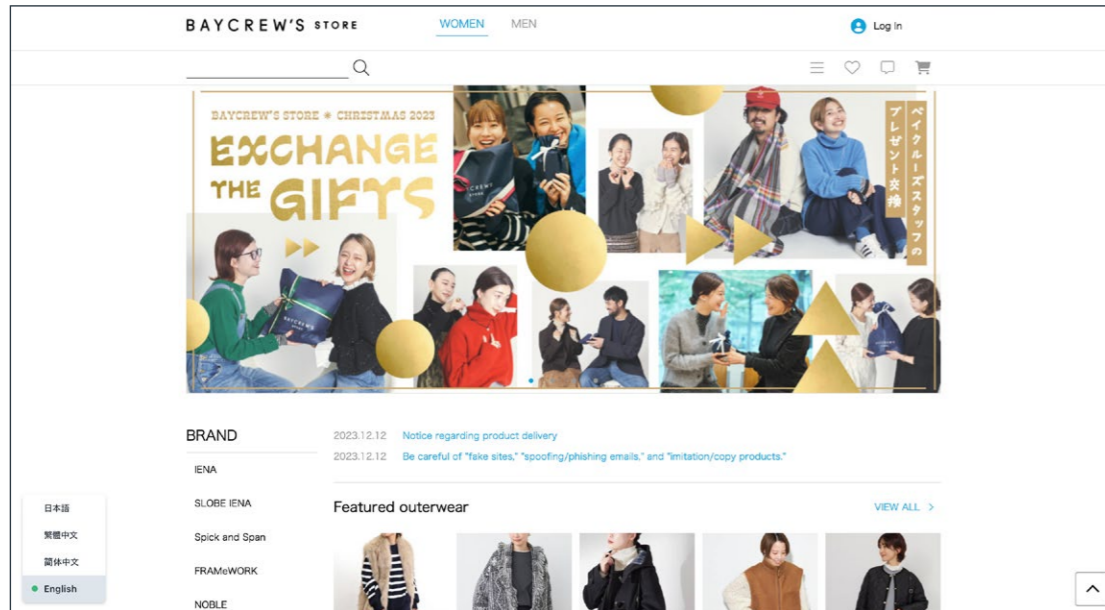 BAYCREW'S STORE
WOMEN
MEN
Log In
BAYCREW'S STORE ✳ CHRISTMAS 2023
EXCHANGE
THE GIFTS
ベイクルーズスタッフの
プレゼント交換
BAYCREW'S
BRAND
IENA
SLOBE IENA
Spick and Span
FRAMeWORK
NOBLE
2023.12.12 Notice regarding product delivery
2023.12.12 Be careful of "fake sites," "spoofing/phishing emails," and "imitation/copy products."
Featured outerwear
VIEW ALL >
日本語
繁體中文
简体中文
English